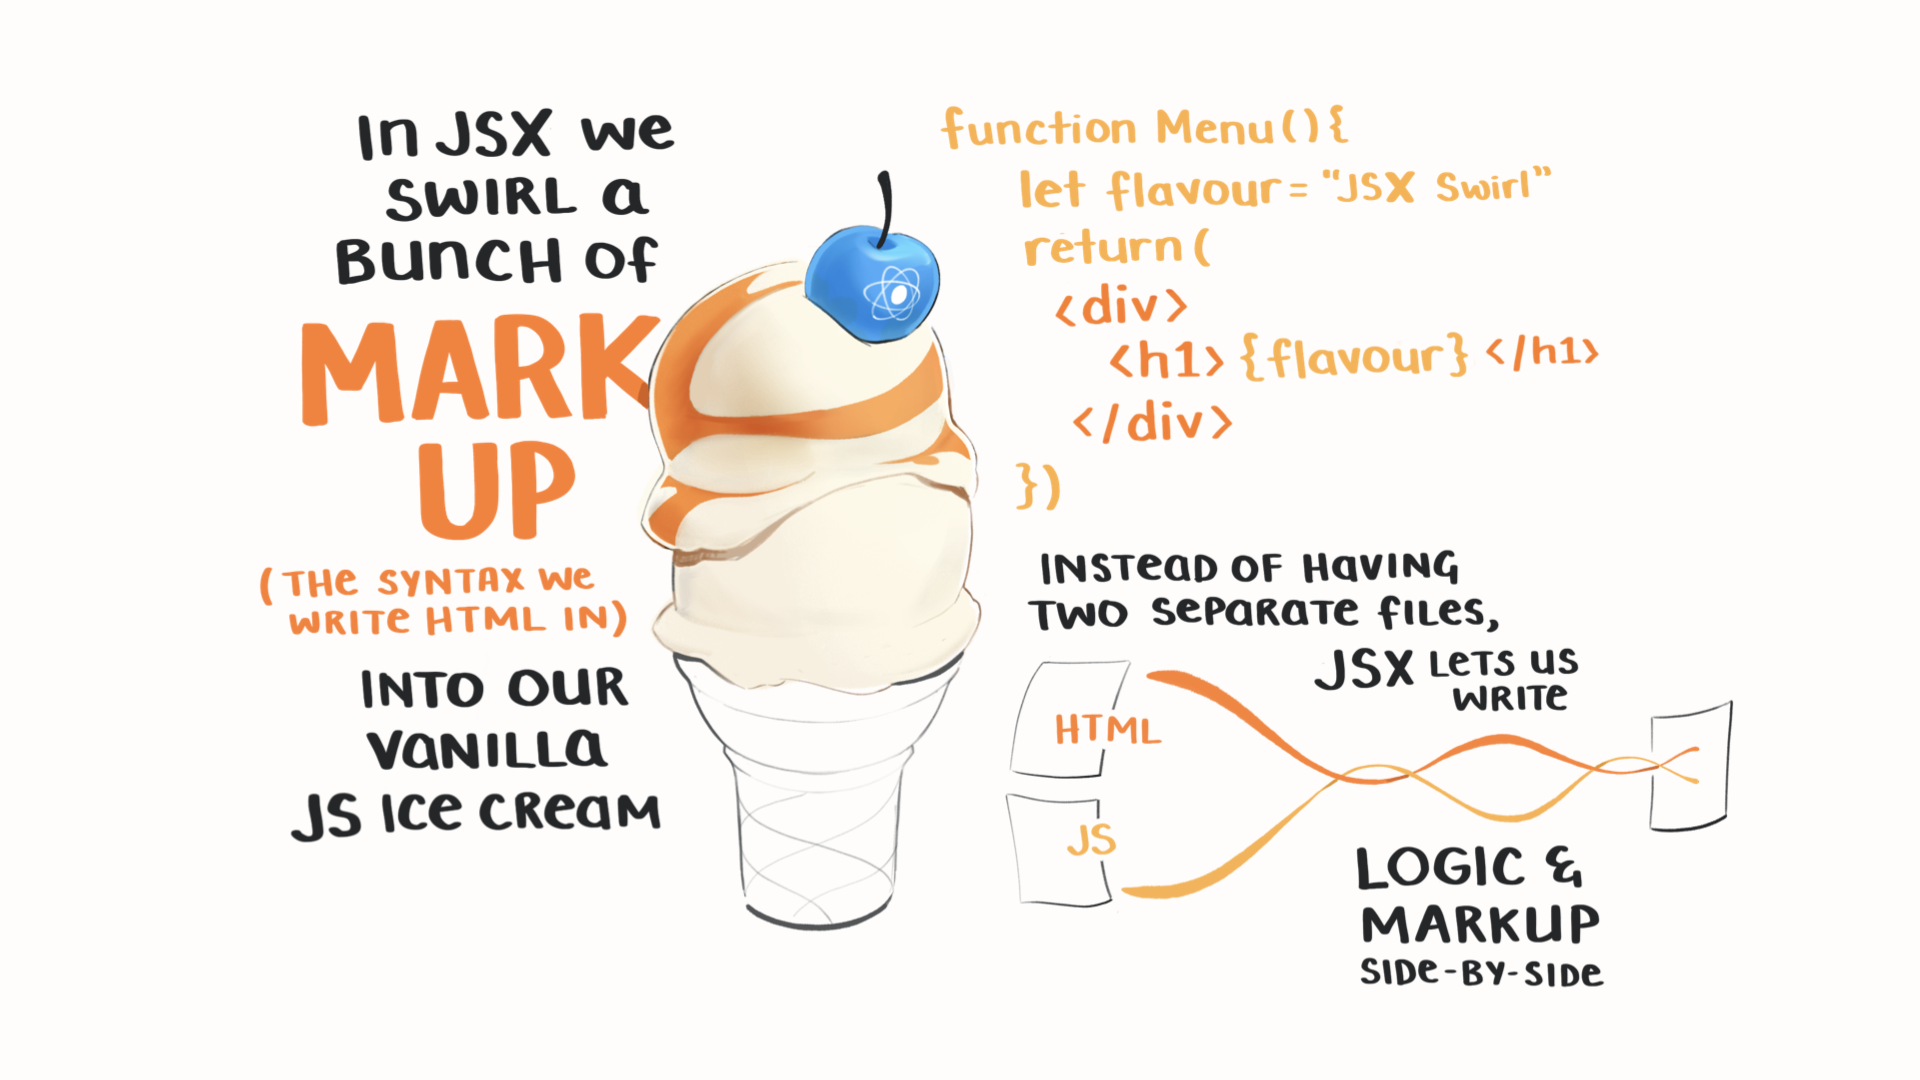 In JSX we
SWIRL a
BUNCH of
MARK
UP
(THE SYNTAX WE
WRITE HTML IN)
INTO OUR
VANILLA
JS ICE CREAM
function Menu(){
let flavour = "JSX Swirl"
return (
<div>
<h1> {flavour} </h1>
</div>
})
INSTEAD OF HAVING
TWO SEPARATE FILES,
JSX LETS US
WRITE
HTML
JS
LOGIC &
MARKUP
SIDE-BY-SIDE